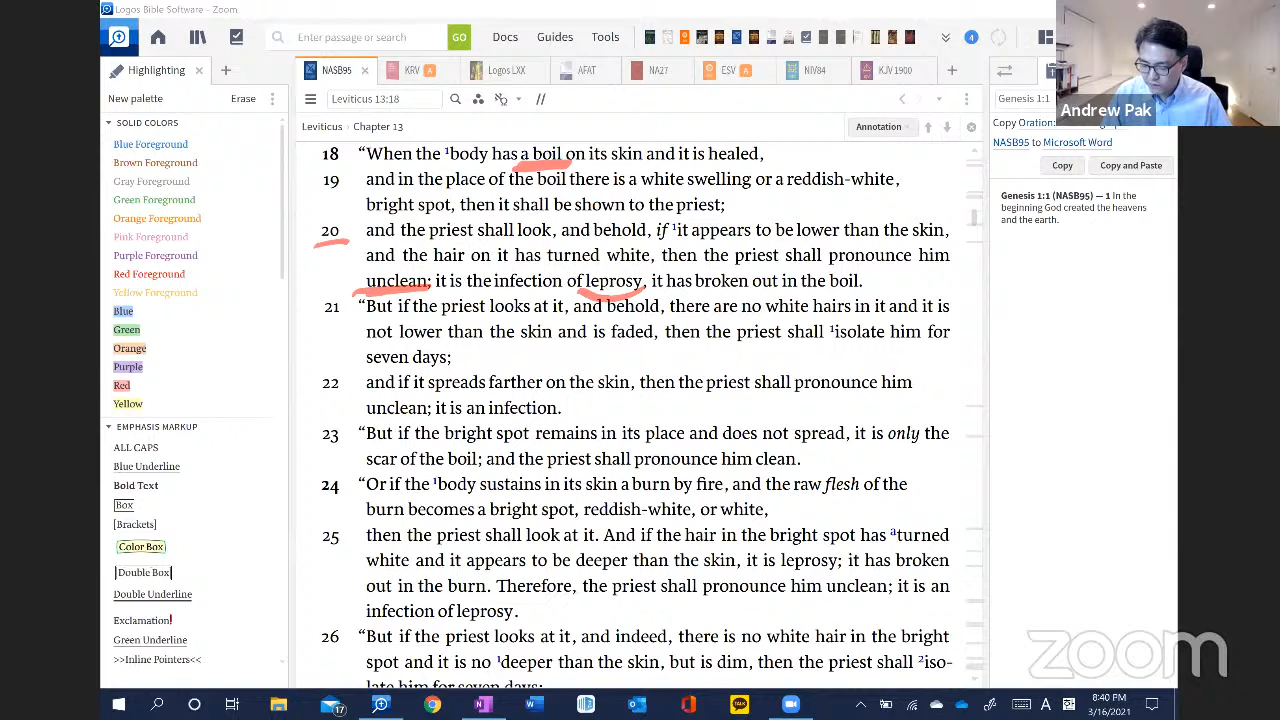 Logos Bible Software - Zoom
Enter passage or search
GO
Docs
Guides
Tools
4
Highlighting
NASB95
KRV A
Logos LXX
AFAT
NA27
ESV A
NIV84
KJV 1900
New palette
Erase
Leviticus 13:18
Genesis 1:1
Andrew Pak
Leviticus › Chapter 13
Annotation
Copy Oration:
NASB95 to Microsoft Word
Copy
Copy and Paste
Genesis 1:1 (NASB95) — 1 In the
beginning God created the heavens
and the earth.
SOLID COLORS
Blue Foreground
Brown Foreground
Gray Foreground
Green Foreground
Orange Foreground
Pink Foreground
Purple Foreground
Red Foreground
Yellow Foreground
Blue
Green
Orange
Purple
Red
Yellow
EMPHASIS MARKUP
ALL CAPS
Blue Underline
Bold Text
Box
[Brackets]
Color Box
Double Box
Double Underline
Exclamation!
Green Underline
>>Inline Pointers<<
18 “When the 1body has a boil on its skin and it is healed,
19 and in the place of the boil there is a white swelling or a reddish-white,
bright spot, then it shall be shown to the priest;
20 and the priest shall look, and behold, if 1it appears to be lower than the skin,
and the hair on it has turned white, then the priest shall pronounce him
unclean; it is the infection of leprosy, it has broken out in the boil.
21 “But if the priest looks at it, and behold, there are no white hairs in it and it is
not lower than the skin and is faded, then the priest shall 1isolate him for
seven days;
22 and if it spreads farther on the skin, then the priest shall pronounce him
unclean; it is an infection.
23 “But if the bright spot remains in its place and does not spread, it is only the
scar of the boil; and the priest shall pronounce him clean.
24 “Or if the 1body sustains in its skin a burn by fire, and the raw flesh of the
burn becomes a bright spot, reddish-white, or white,
25 then the priest shall look at it. And if the hair in the bright spot has aturned
white and it appears to be deeper than the skin, it is leprosy; it has broken
out in the burn. Therefore, the priest shall pronounce him unclean; it is an
infection of leprosy.
26 “But if the priest looks at it, and indeed, there is no white hair in the bright
spot and it is no 1deeper than the skin, but is dim, then the priest shall 2iso-
late him for seven days;
zoom
17
TALK
A
8:40 PM
3/16/2021